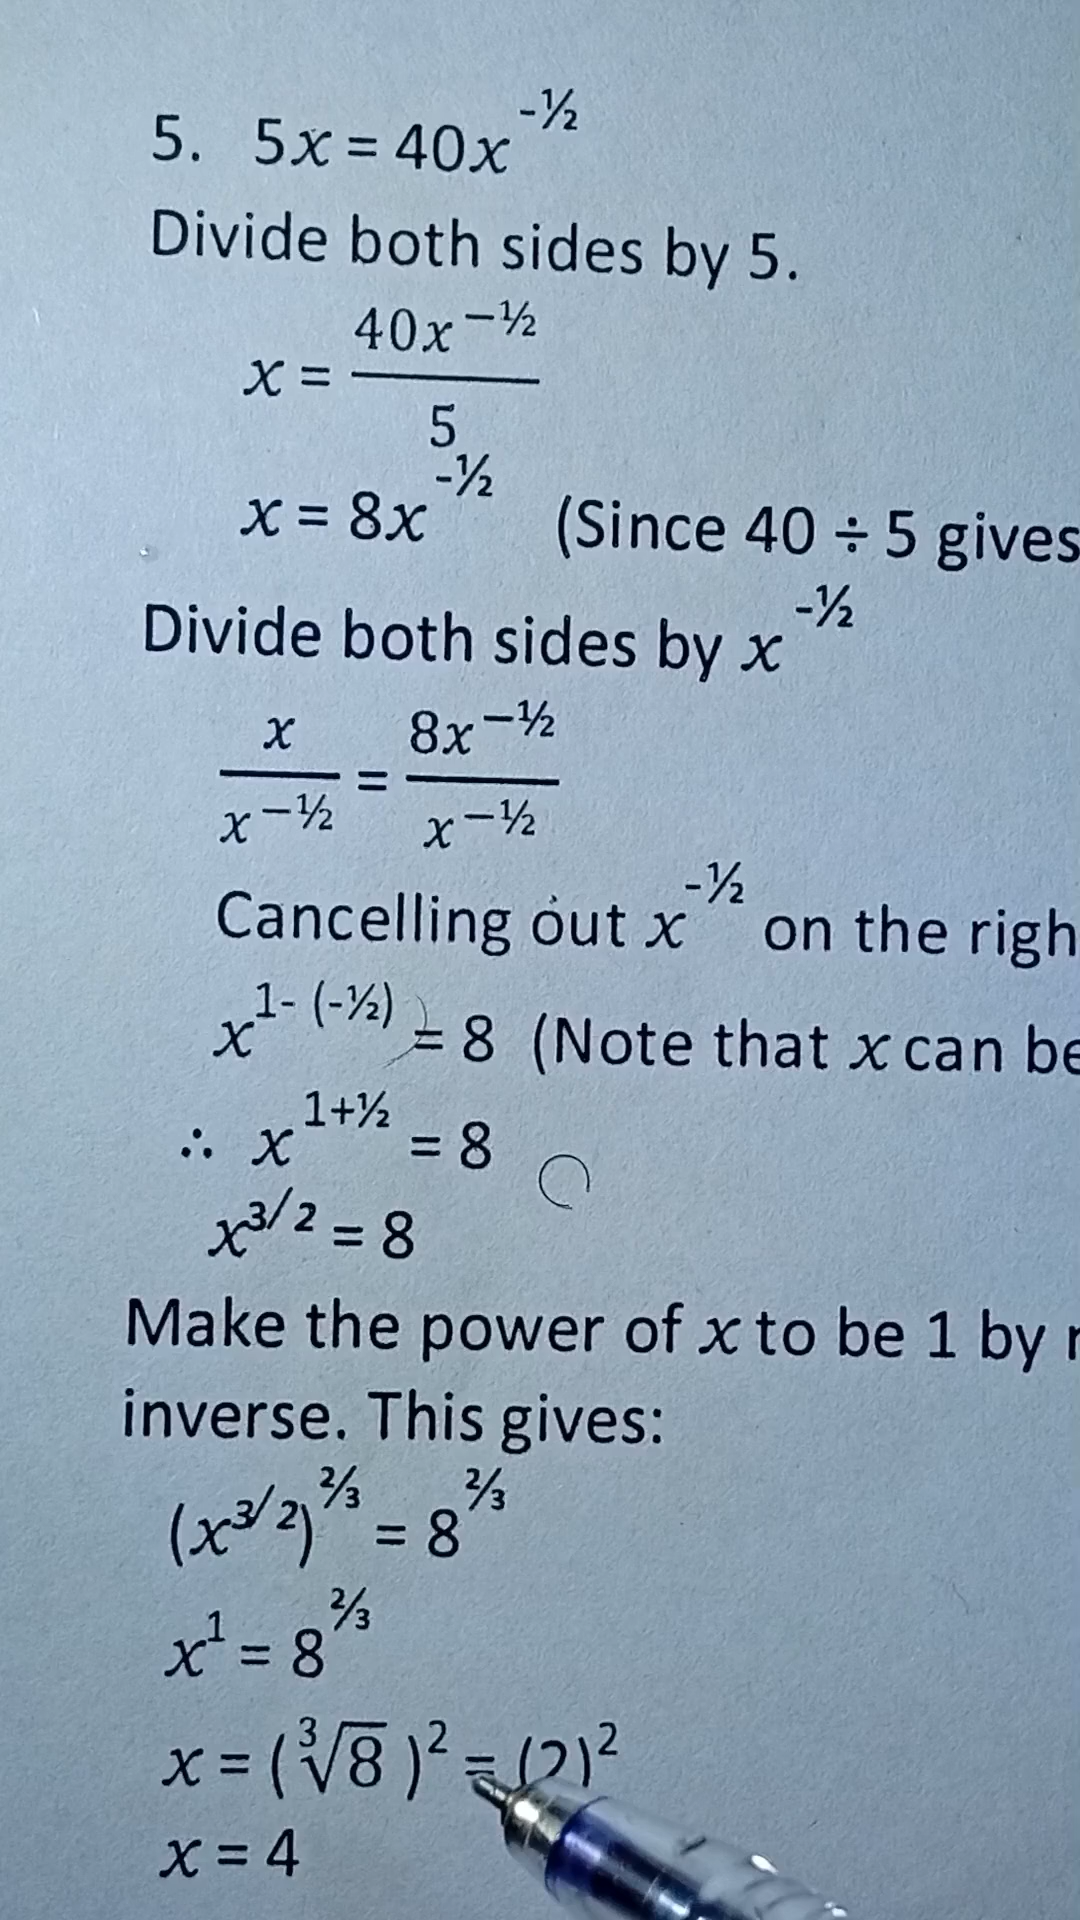 5. 5x = 40x^-½
Divide both sides by 5.
x = 40x^-½ / 5
x = 8x^-½ (Since 40 ÷ 5 gives
Divide both sides by x^-½
x / x^-½ = 8x^-½ / x^-½
Cancelling out x^-½ on the
x^1-(-½) = 8 (Note that x can
∴ x^1+½ = 8
x^3/2 = 8
Make the power of x to be 1 by
inverse. This gives:
(x^3/2)^⅔ = 8^⅔
x^1 = 8^⅔
x = (∛8)² = (2)²
x = 4